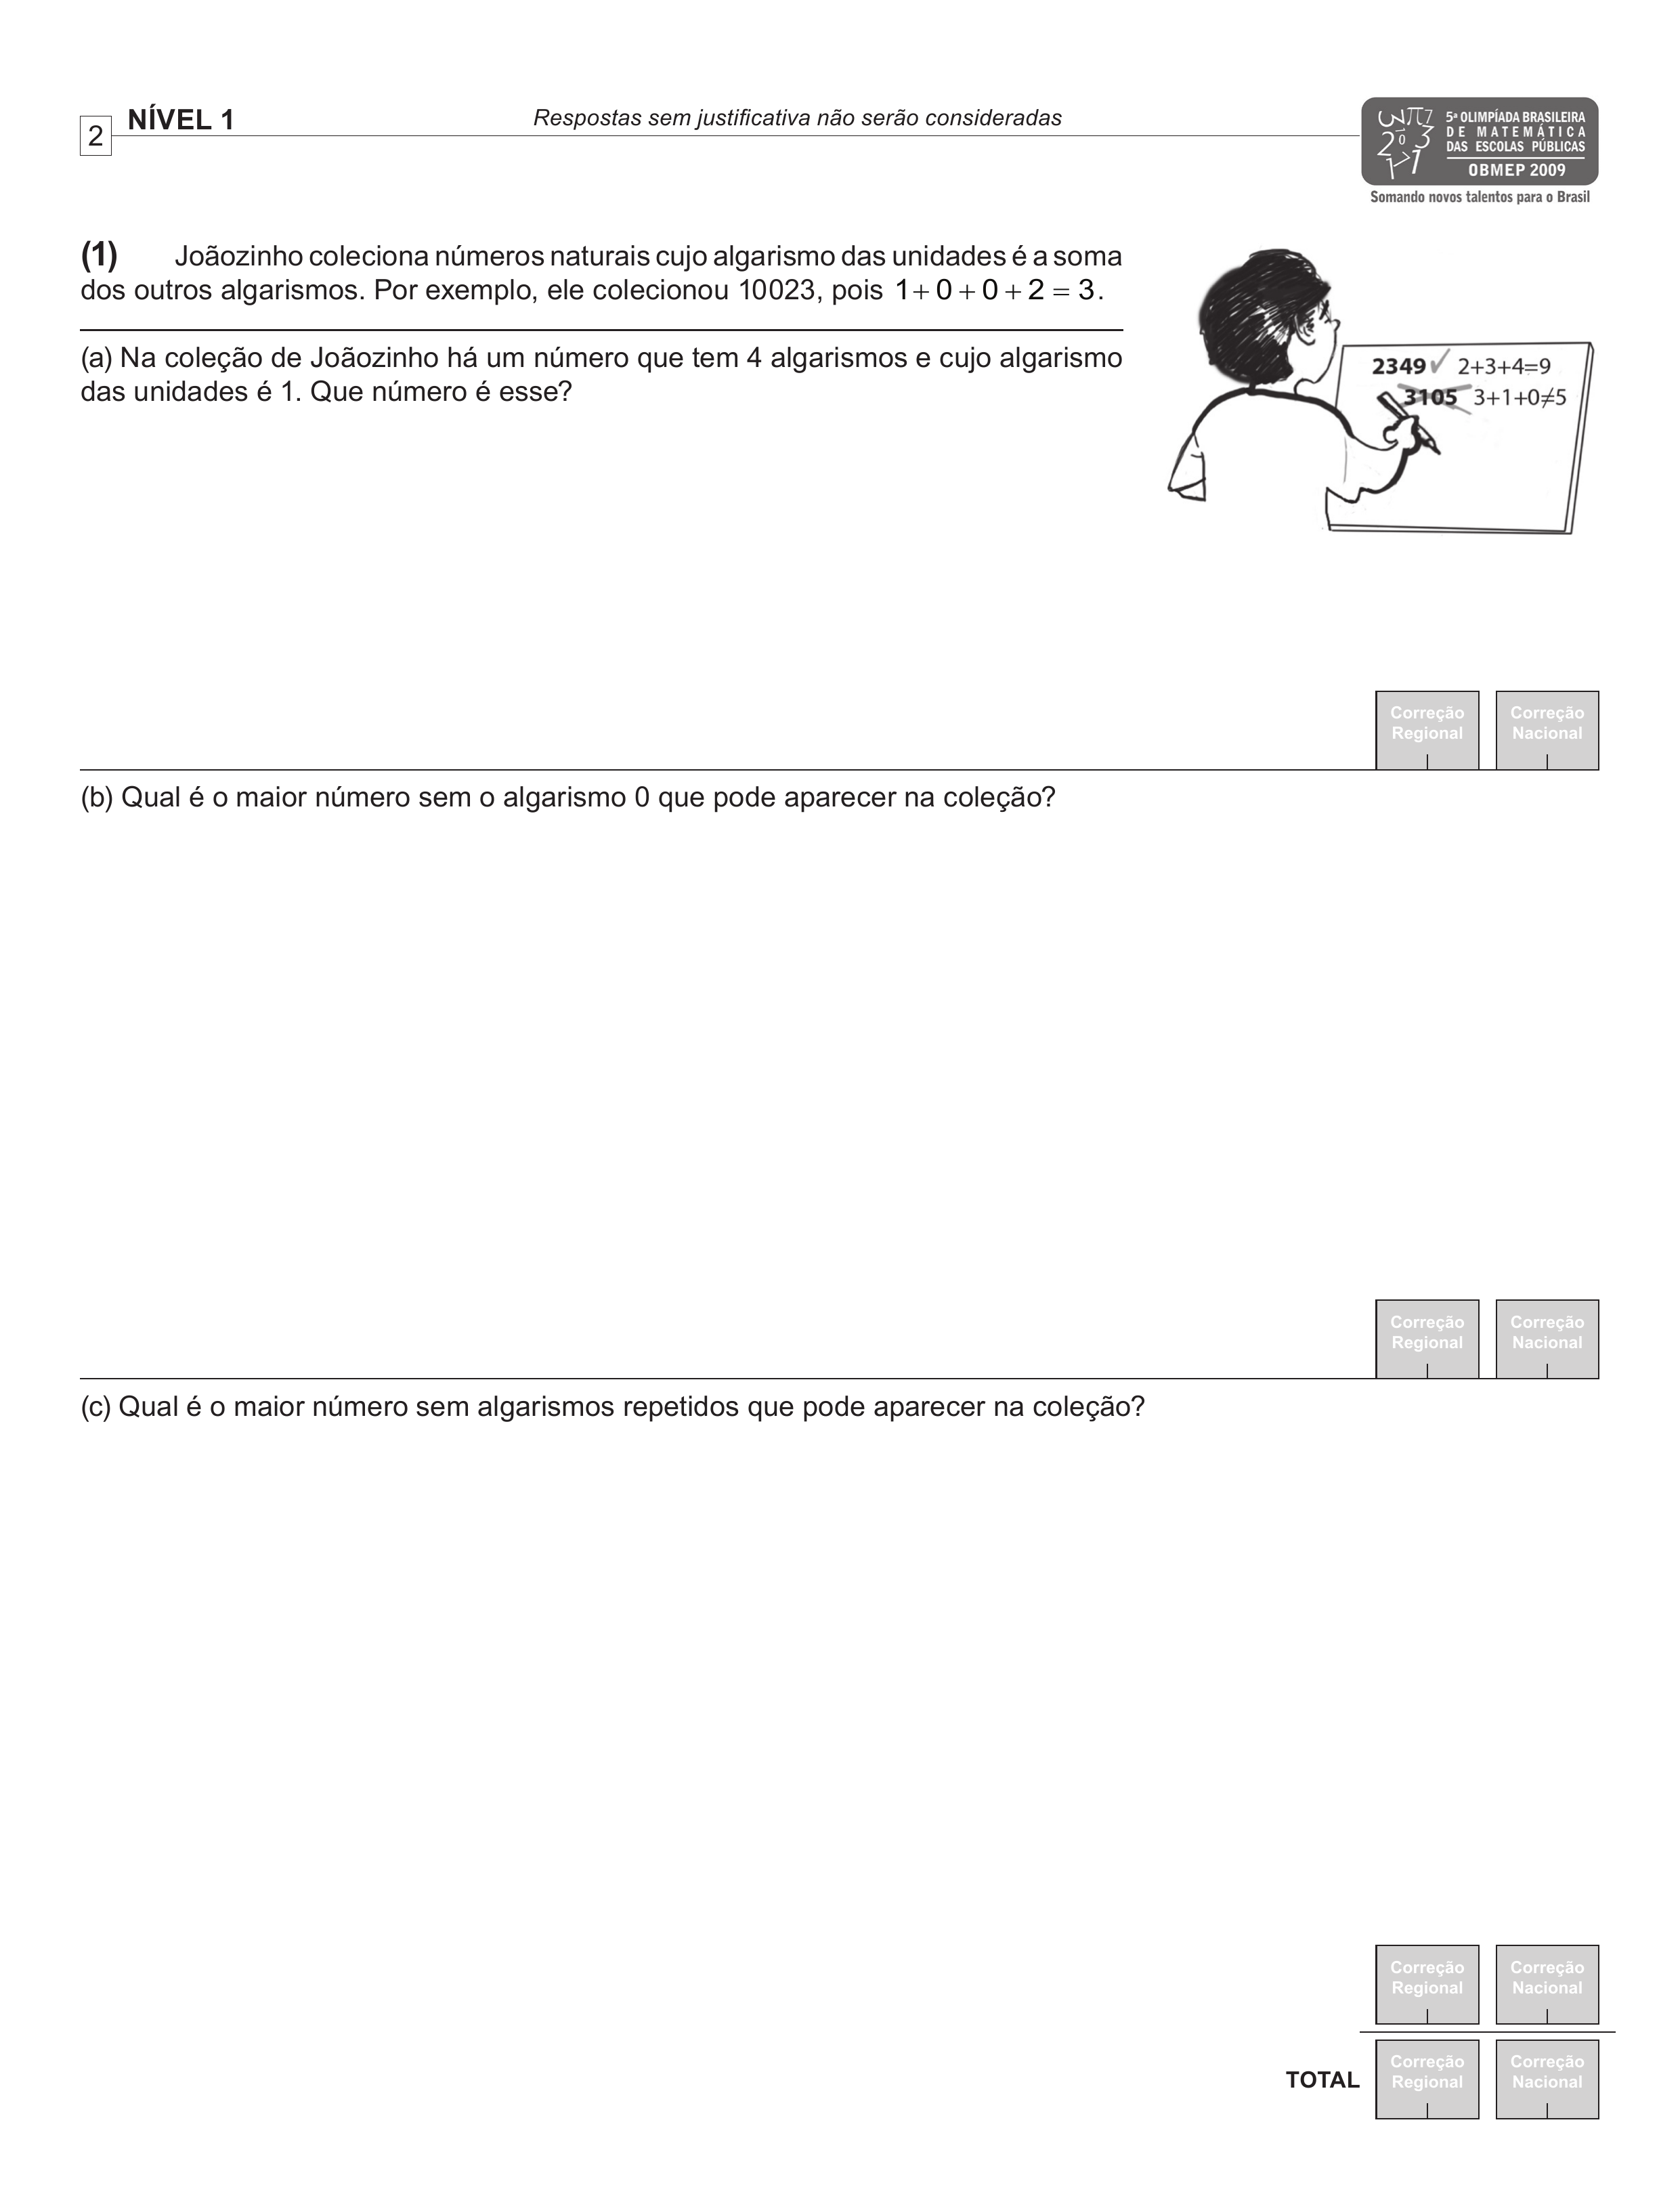 2
NÍVEL 1
Respostas sem justificativa não serão consideradas
5ª OLIMPÍADA BRASILEIRA
DE MATEMÁTICA
DAS ESCOLAS PÚBLICAS
OBMEP 2009
Somando novos talentos para o Brasil
(1) Joãozinho coleciona números naturais cujo algarismo das unidades é a soma
dos outros algarismos. Por exemplo, ele colecionou 10023, pois 1 + 0 + 0 + 2 = 3.
2349 ✓ 2+3+4=9
3105 3+1+0≠5
(a) Na coleção de Joãozinho há um número que tem 4 algarismos e cujo algarismo
das unidades é 1. Que número é esse?
Correção
Regional
Correção
Nacional
(b) Qual é o maior número sem o algarismo 0 que pode aparecer na coleção?
Correção
Regional
Correção
Nacional
(c) Qual é o maior número sem algarismos repetidos que pode aparecer na coleção?
Correção
Regional
Correção
Nacional
TOTAL
Correção
Regional
Correção
Nacional